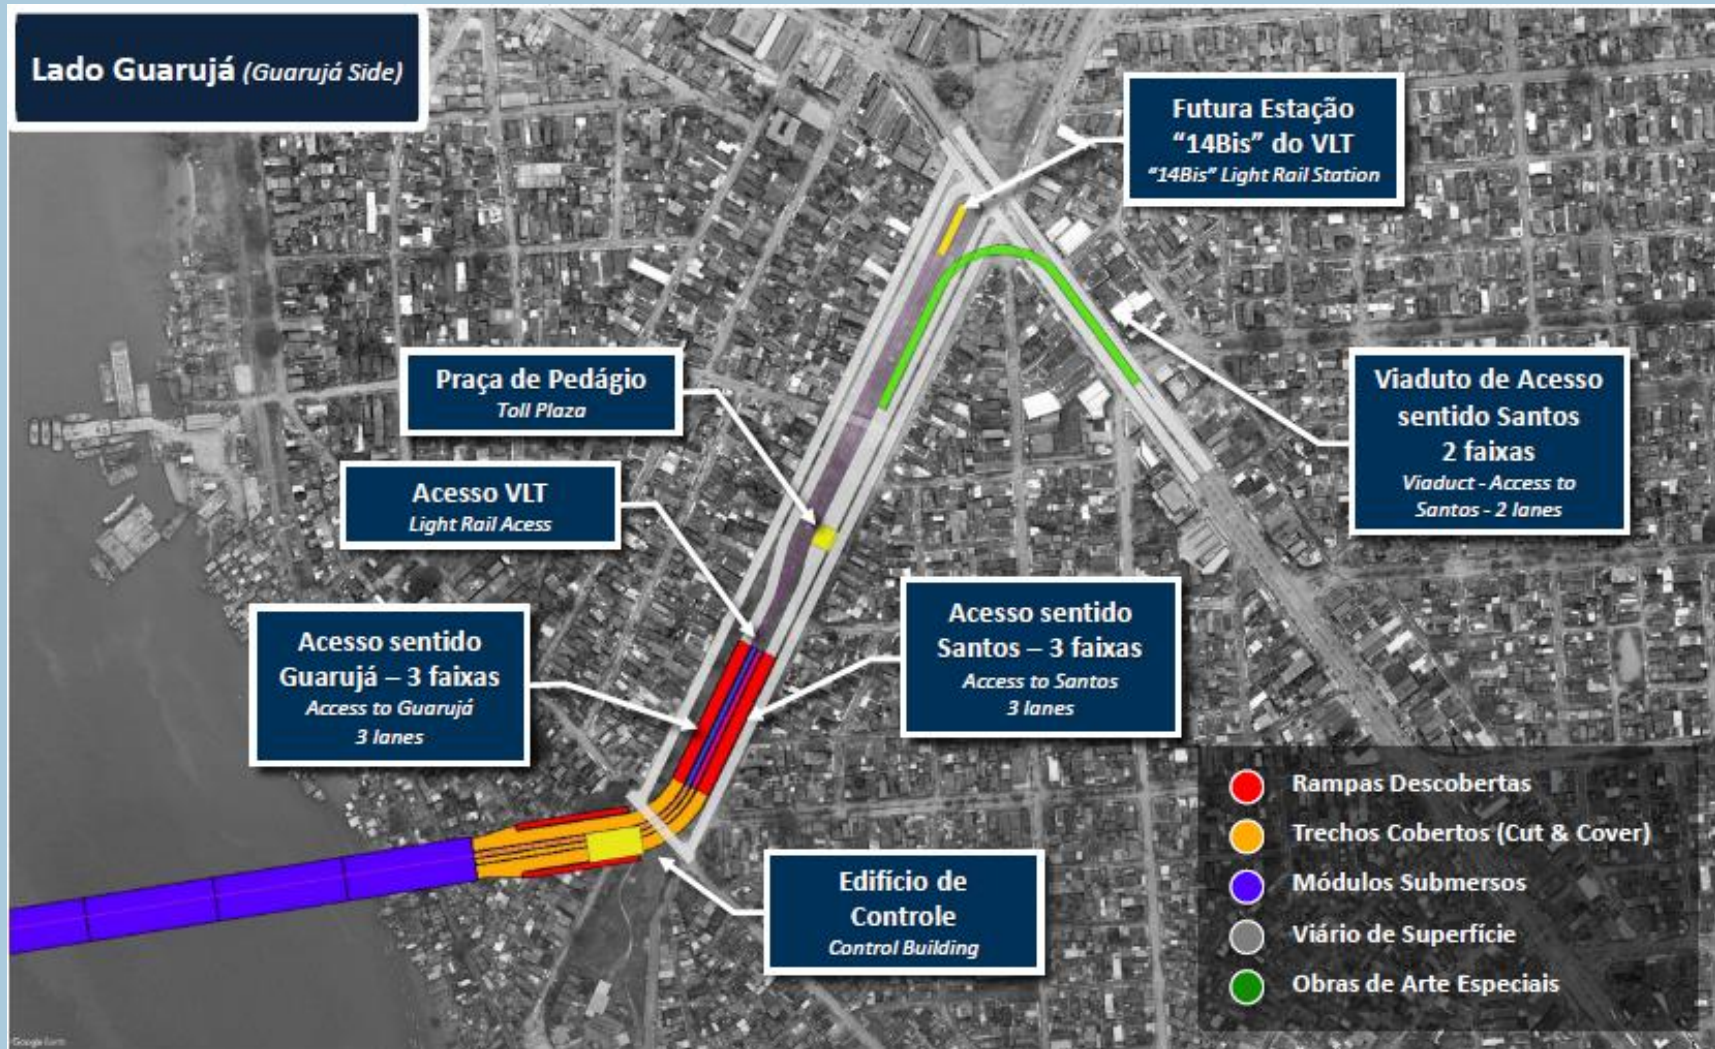 Lado Guarujá (Guarujá Side)
Futura Estação
“14Bis” do VLT
“14Bis” Light Rail Station
Praça de Pedágio
Toll Plaza
Viaduto de Acesso
sentido Santos
2 faixas
Viaduct - Access to
Santos - 2 lanes
Acesso VLT
Light Rail Acess
Acesso sentido
Guarujá – 3 faixas
Access to Guarujá
3 lanes
Acesso sentido
Santos – 3 faixas
Access to Santos
3 lanes
Edifício de
Controle
Control Building
Rampas Descobertas
Trechos Cobertos (Cut & Cover)
Módulos Submersos
Viário de Superfície
Obras de Arte Especiais
Google Earth